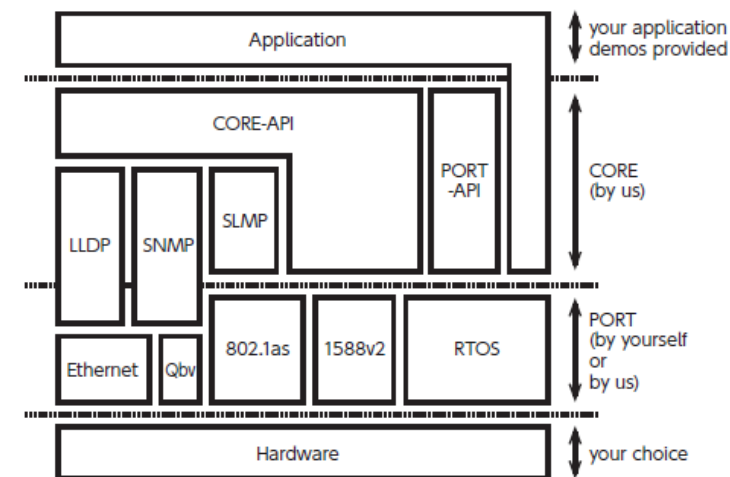 Application
your application
demos provided
CORE-API
PORT
-API
CORE
(by us)
LLDP
SNMP
SLMP
802.1as
1588v2
RTOS
PORT
(by yourself
or
by us)
Ethernet
Qbv
Hardware
your choice